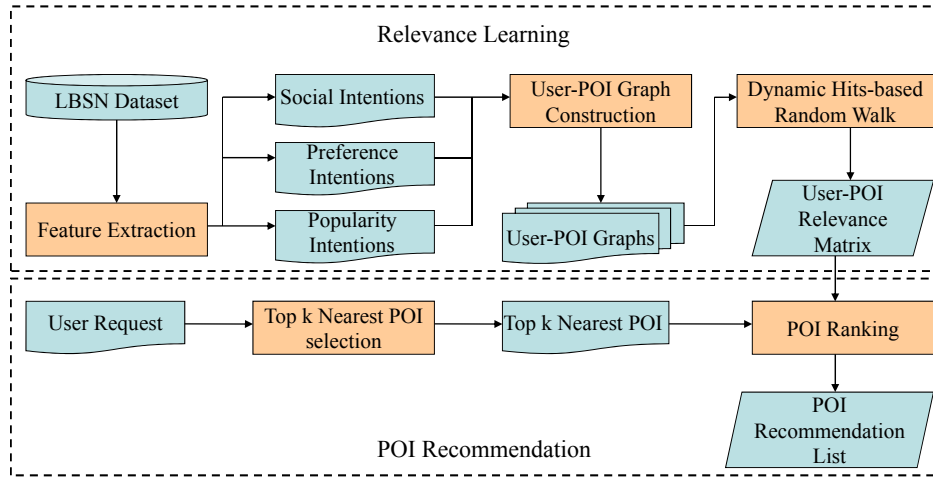 Relevance Learning
LBSN Dataset
Feature Extraction
Social Intentions
Preference
Intentions
Popularity
Intentions
User-POI Graph
Construction
User-POI Graphs
Dynamic Hits-based
Random Walk
User-POI
Relevance
Matrix
User Request
Top k Nearest POI
selection
Top k Nearest POI
POI Ranking
POI
Recommendation
List
POI Recommendation